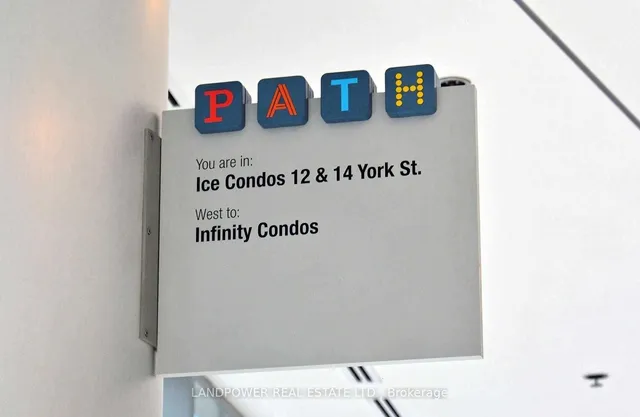 PATH
You are in:
Ice Condos 12 & 14 York St.
West to:
Infinity Condos
LANDPOWER REAL ESTATE LTD., Brokerage